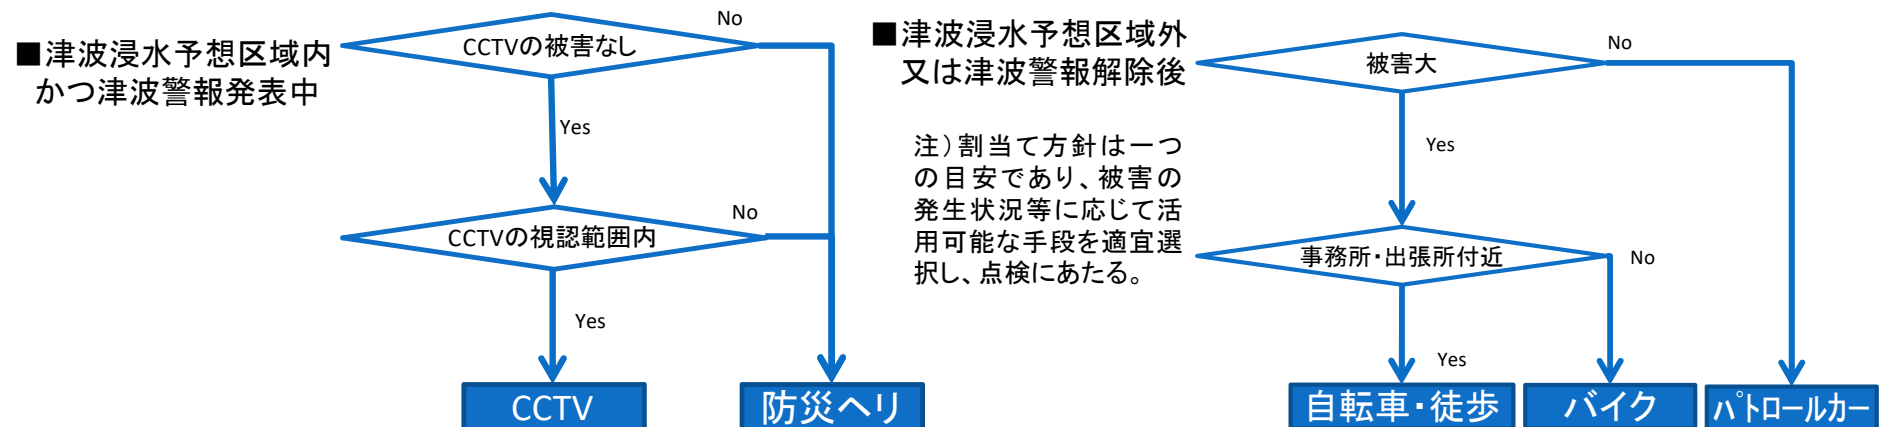 ■津波浸水予想区域内
かつ津波警報発表中
CCTVの被害なし
No
Yes
CCTVの視認範囲内
No
Yes
CCTV
防災ヘリ
■津波浸水予想区域外
又は津波警報解除後
注）割当て方針は一つ
の目安であり、被害の
発生状況等に応じて活
用可能な手段を適宜選
択し、点検にあたる。
被害大
No
Yes
事務所・出張所付近
No
Yes
自転車・徒歩
バイク
パトロールカー